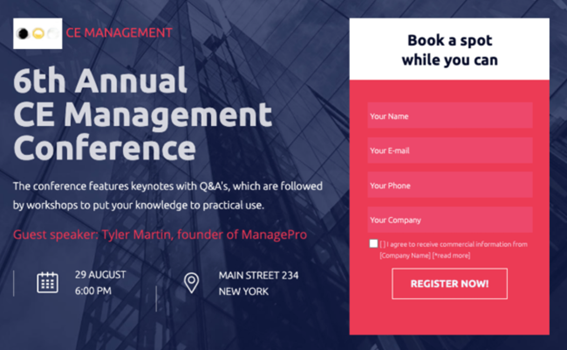 CE MANAGEMENT
6th Annual
CE Management
Conference
The conference features keynotes with Q&A's, which are followed
by workshops to put your knowledge to practical use.
Guest speaker: Tyler Martin, founder of ManagePro
29 AUGUST
6:00 PM
MAIN STREET 234
NEW YORK
Book a spot
while you can
Your Name
Your E-mail
Your Phone
Your Company
[ ] I agree to receive commercial information from
[Company Name] [*read more]
REGISTER NOW!